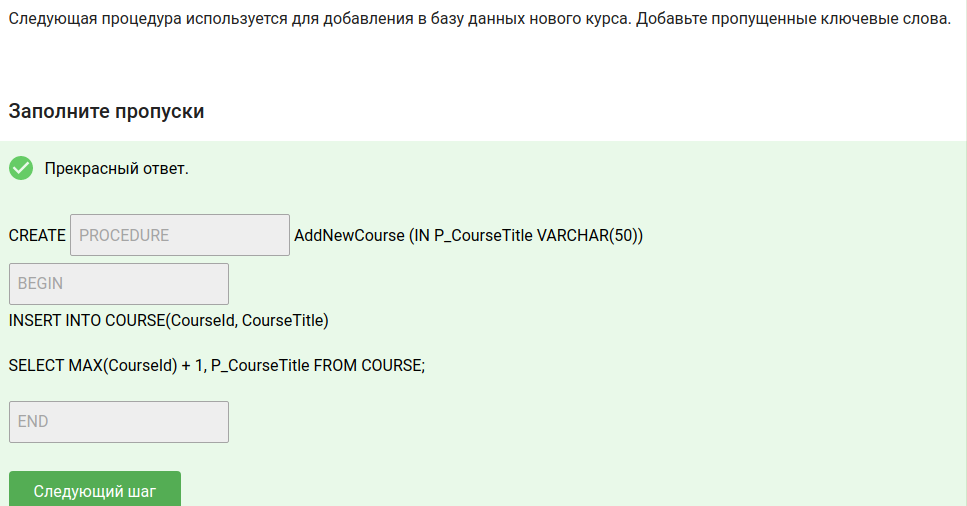 Следующая процедура используется для добавления в базу данных нового курса. Добавьте пропущенные ключевые слова.
Заполните пропуски
Прекрасный ответ.
CREATE PROCEDURE AddNewCourse (IN P_CourseTitle VARCHAR(50))
BEGIN
INSERT INTO COURSE(CourseId, CourseTitle)
SELECT MAX(CourseId) + 1, P_CourseTitle FROM COURSE;
END
Следующий шаг